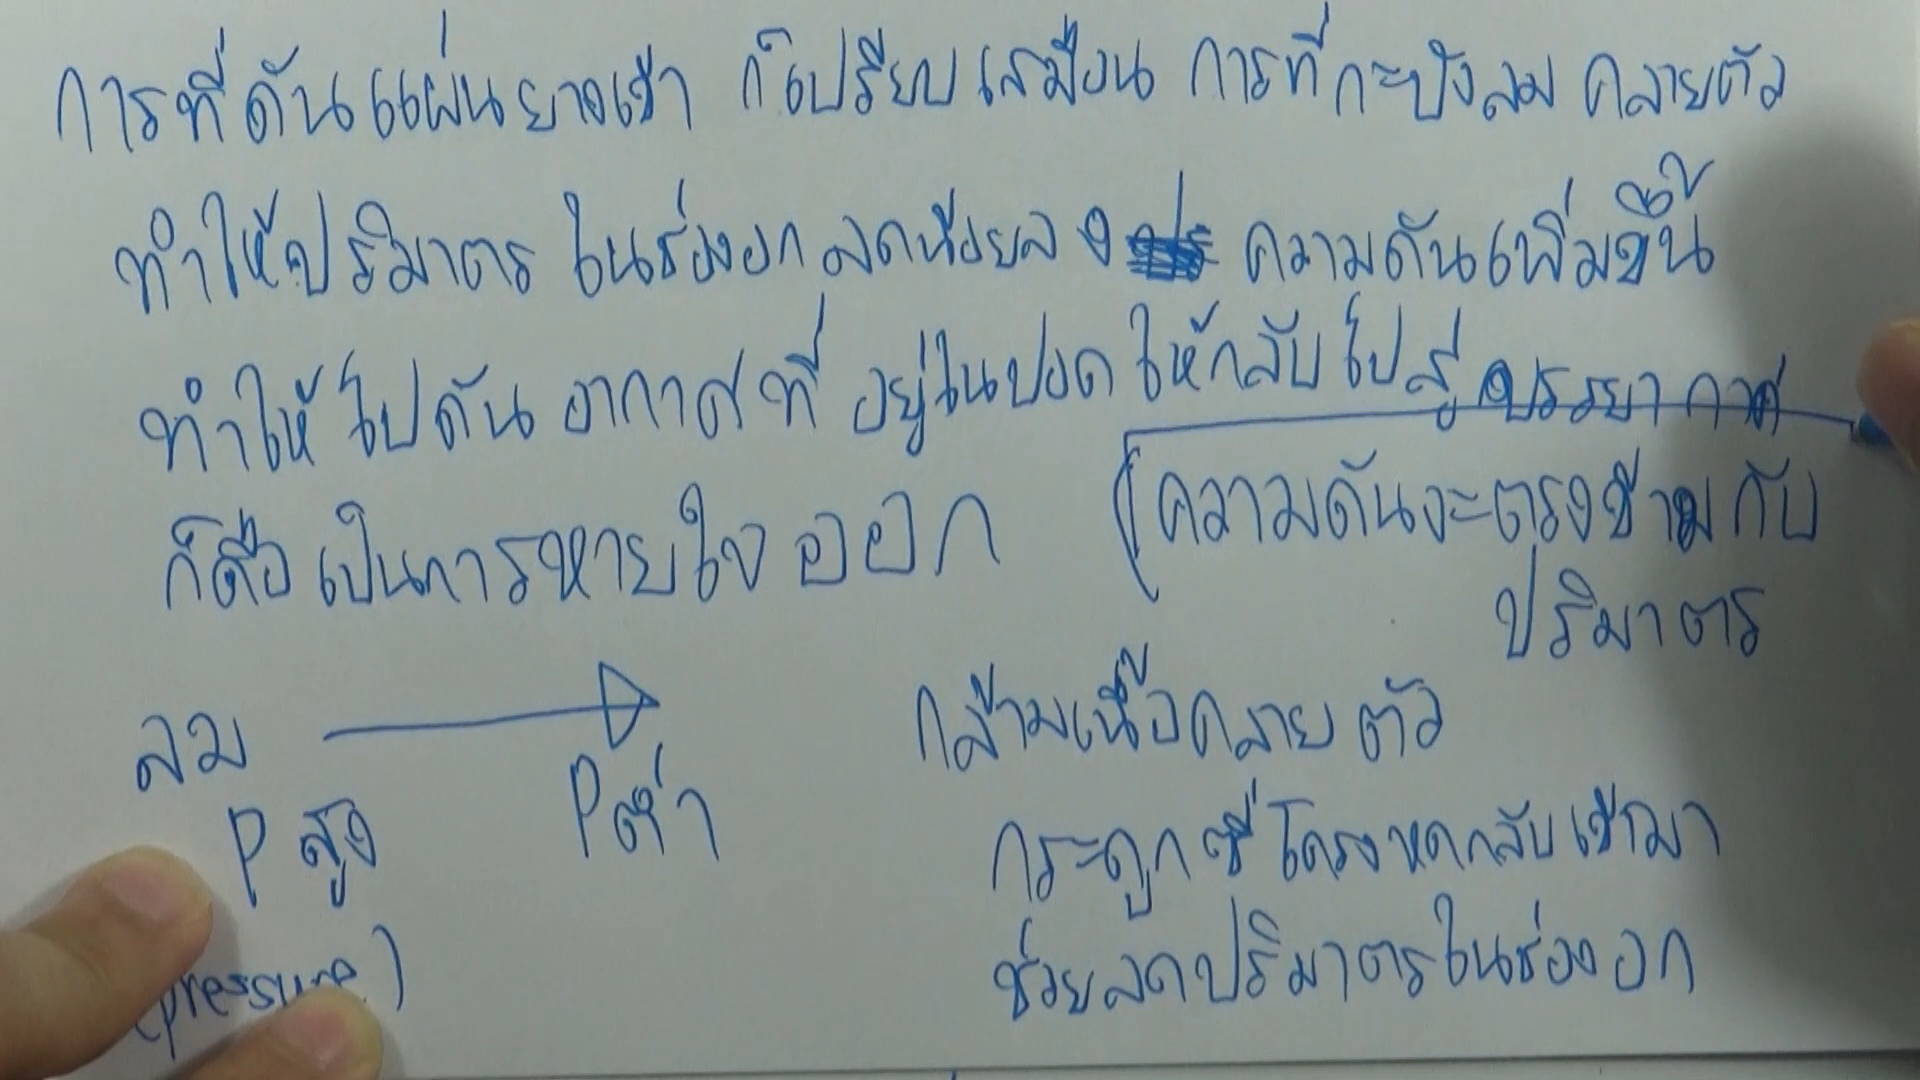 การที่ดันแผ่นยางเข้า ก็เปรียบเสมือน การที่กะบังลม คลายตัว
ทำให้ปริมาตร ในช่องอก ลดน้อยลง ความดันเพิ่มขึ้น
ทำให้ไปดัน อากาศที่ อยู่ในปอด ให้กลับไปสู่ บรรยากาศ
ก็คือ เป็นการหายใจ ออก (ความดันจะตรงข้ามกับ
ปริมาตร
ลม
P สูง P ต่ำ
(pressure)
กล้ามเนื้อคลายตัว
กระดูกซี่โครงหดกลับเข้ามา
ช่วยลดปริมาตรในช่องอก